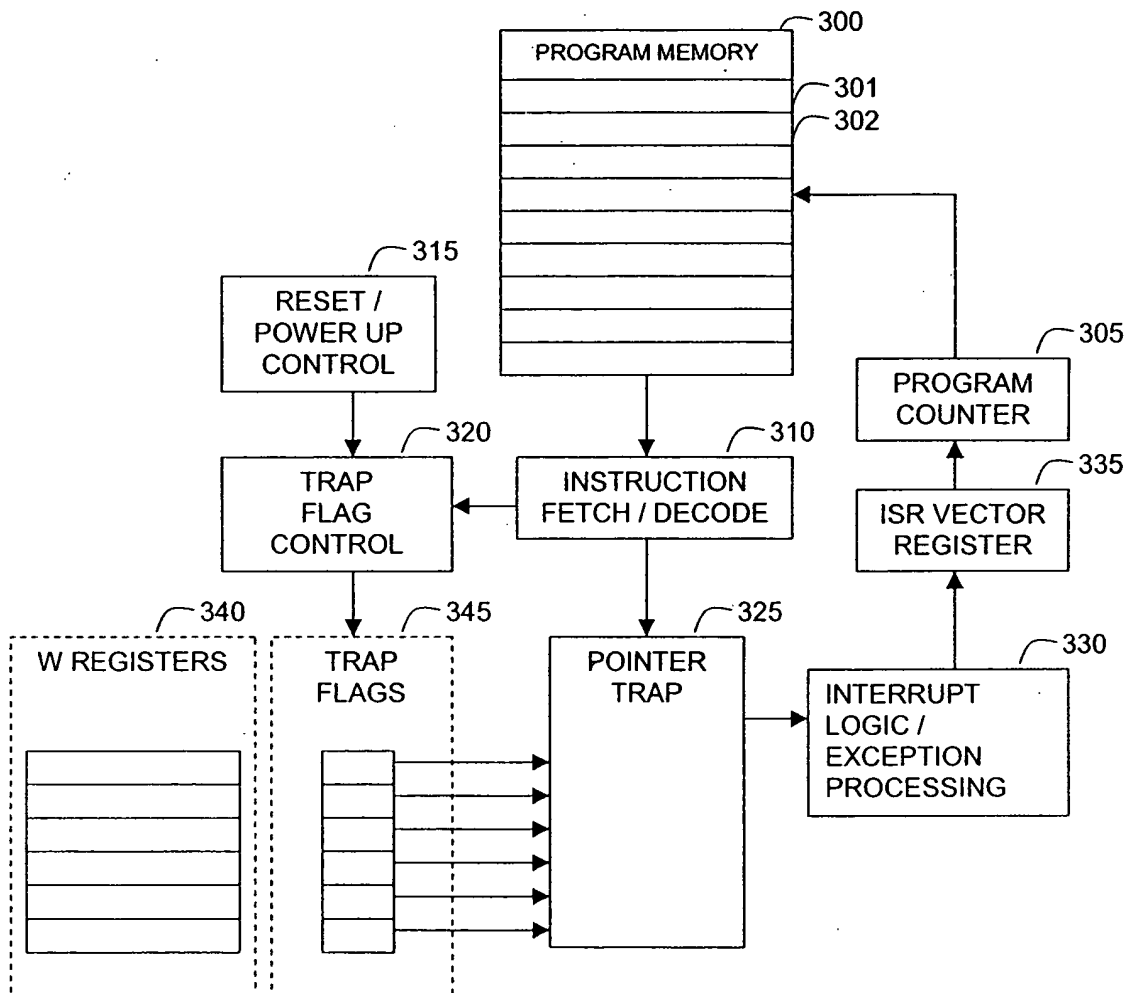 300
PROGRAM MEMORY
301
302
315
RESET /
POWER UP
CONTROL
305
PROGRAM
COUNTER
320
TRAP
FLAG
CONTROL
310
INSTRUCTION
FETCH / DECODE
335
ISR VECTOR
REGISTER
340
W REGISTERS
345
TRAP
FLAGS
325
POINTER
TRAP
330
INTERRUPT
LOGIC /
EXCEPTION
PROCESSING